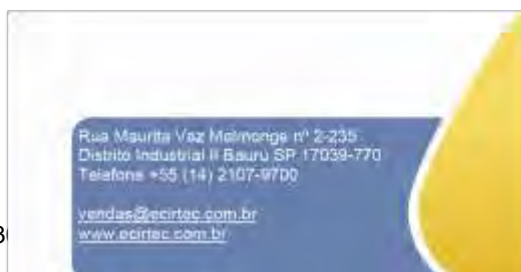 Rua Maurita Vaz Malmonge nº 2-235
Distrito Industrial II Bauru SP 17039-770
Telefone +55 (14) 2107-9700
vendas@ecirtec.com.br
www.ecirtec.com.br